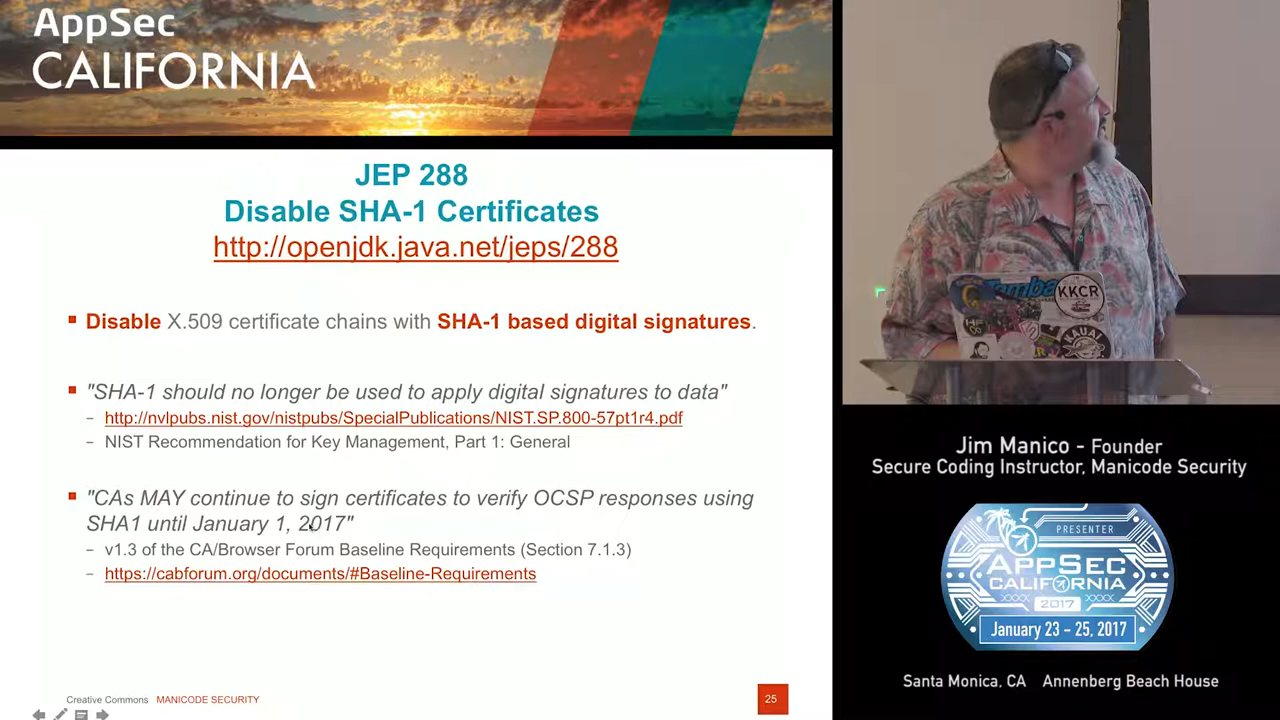 AppSec
CALIFORNIA
JEP 288
Disable SHA-1 Certificates
http://openjdk.java.net/jeps/288
Disable X.509 certificate chains with SHA-1 based digital signatures.
"SHA-1 should no longer be used to apply digital signatures to data"
– http://nvlpubs.nist.gov/nistpubs/SpecialPublications/NIST.SP.800-57pt1r4.pdf
– NIST Recommendation for Key Management, Part 1: General
"CAs MAY continue to sign certificates to verify OCSP responses using
SHA1 until January 1, 2017"
– v1.3 of the CA/Browser Forum Baseline Requirements (Section 7.1.3)
– https://cabforum.org/documents/#Baseline-Requirements
Creative Commons MANICODE SECURITY
25
KKCR
KAUAI
Jim Manico - Founder
Secure Coding Instructor, Manicode Security
PRESENTER
APPSEC
CALIFORNIA
2017
January 23 - 25, 2017
Santa Monica, CA Annenberg Beach House